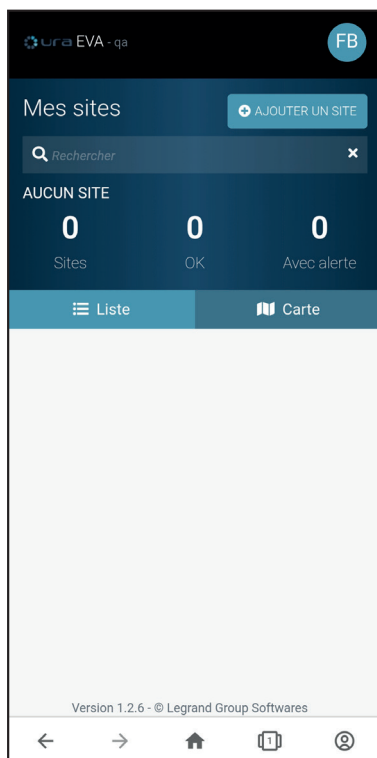 ura EVA - qa
FB
Mes sites
AJOUTER UN SITE
Rechercher
AUCUN SITE
0 0 0
Sites OK Avec alerte
Liste Carte
Version 1.2.6 - © Legrand Group Softwares
1